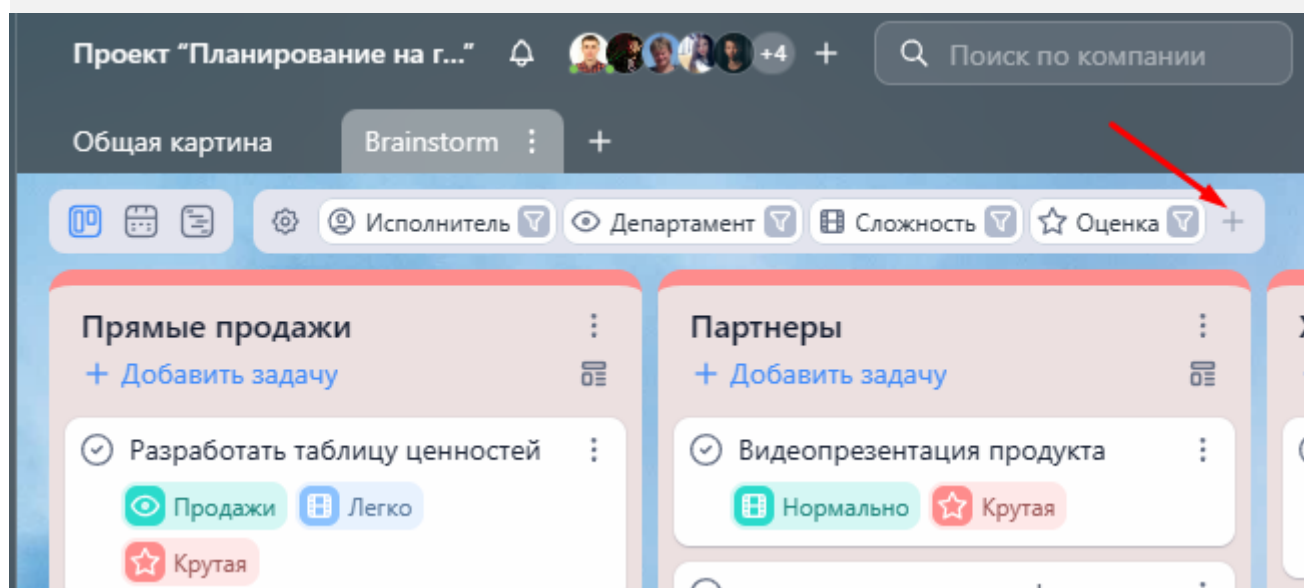 Проект “Планирование на г...” +4 Поиск по компании
Общая картина Brainstorm
Исполнитель Департамент Сложность Оценка
Прямые продажи
+ Добавить задачу
Разработать таблицу ценностей
Продажи Легко
Крутая
Партнеры
+ Добавить задачу
Видеопрезентация продукта
Нормально Крутая